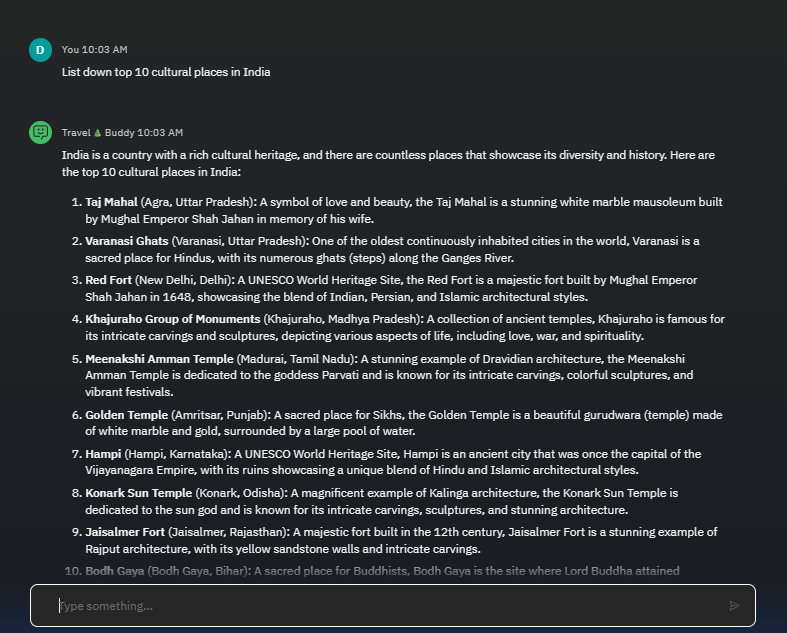 D
You 10:03 AM
List down top 10 cultural places in India
Travel 🎄 Buddy 10:03 AM
India is a country with a rich cultural heritage, and there are countless places that showcase its diversity and history. Here are
the top 10 cultural places in India:
1. Taj Mahal (Agra, Uttar Pradesh): A symbol of love and beauty, the Taj Mahal is a stunning white marble mausoleum built
by Mughal Emperor Shah Jahan in memory of his wife.
2. Varanasi Ghats (Varanasi, Uttar Pradesh): One of the oldest continuously inhabited cities in the world, Varanasi is a
sacred place for Hindus, with its numerous ghats (steps) along the Ganges River.
3. Red Fort (New Delhi, Delhi): A UNESCO World Heritage Site, the Red Fort is a majestic fort built by Mughal Emperor
Shah Jahan in 1648, showcasing the blend of Indian, Persian, and Islamic architectural styles.
4. Khajuraho Group of Monuments (Khajuraho, Madhya Pradesh): A collection of ancient temples, Khajuraho is famous for
its intricate carvings and sculptures, depicting various aspects of life, including love, war, and spirituality.
5. Meenakshi Amman Temple (Madurai, Tamil Nadu): A stunning example of Dravidian architecture, the Meenakshi
Amman Temple is dedicated to the goddess Parvati and is known for its intricate carvings, colorful sculptures, and
vibrant festivals.
6. Golden Temple (Amritsar, Punjab): A sacred place for Sikhs, the Golden Temple is a beautiful gurudwara (temple) made
of white marble and gold, surrounded by a large pool of water.
7. Hampi (Hampi, Karnataka): A UNESCO World Heritage Site, Hampi is an ancient city that was once the capital of the
Vijayanagara Empire, with its ruins showcasing a unique blend of Hindu and Islamic architectural styles.
8. Konark Sun Temple (Konark, Odisha): A magnificent example of Kalinga architecture, the Konark Sun Temple is
dedicated to the sun god and is known for its intricate carvings, sculptures, and stunning architecture.
9. Jaisalmer Fort (Jaisalmer, Rajasthan): A majestic fort built in the 12th century, Jaisalmer Fort is a stunning example of
Rajput architecture, with its yellow sandstone walls and intricate carvings.
10. Bodh Gaya (Bodh Gaya, Bihar): A sacred place for Buddhists, Bodh Gaya is the site where Lord Buddha attained
Type something...